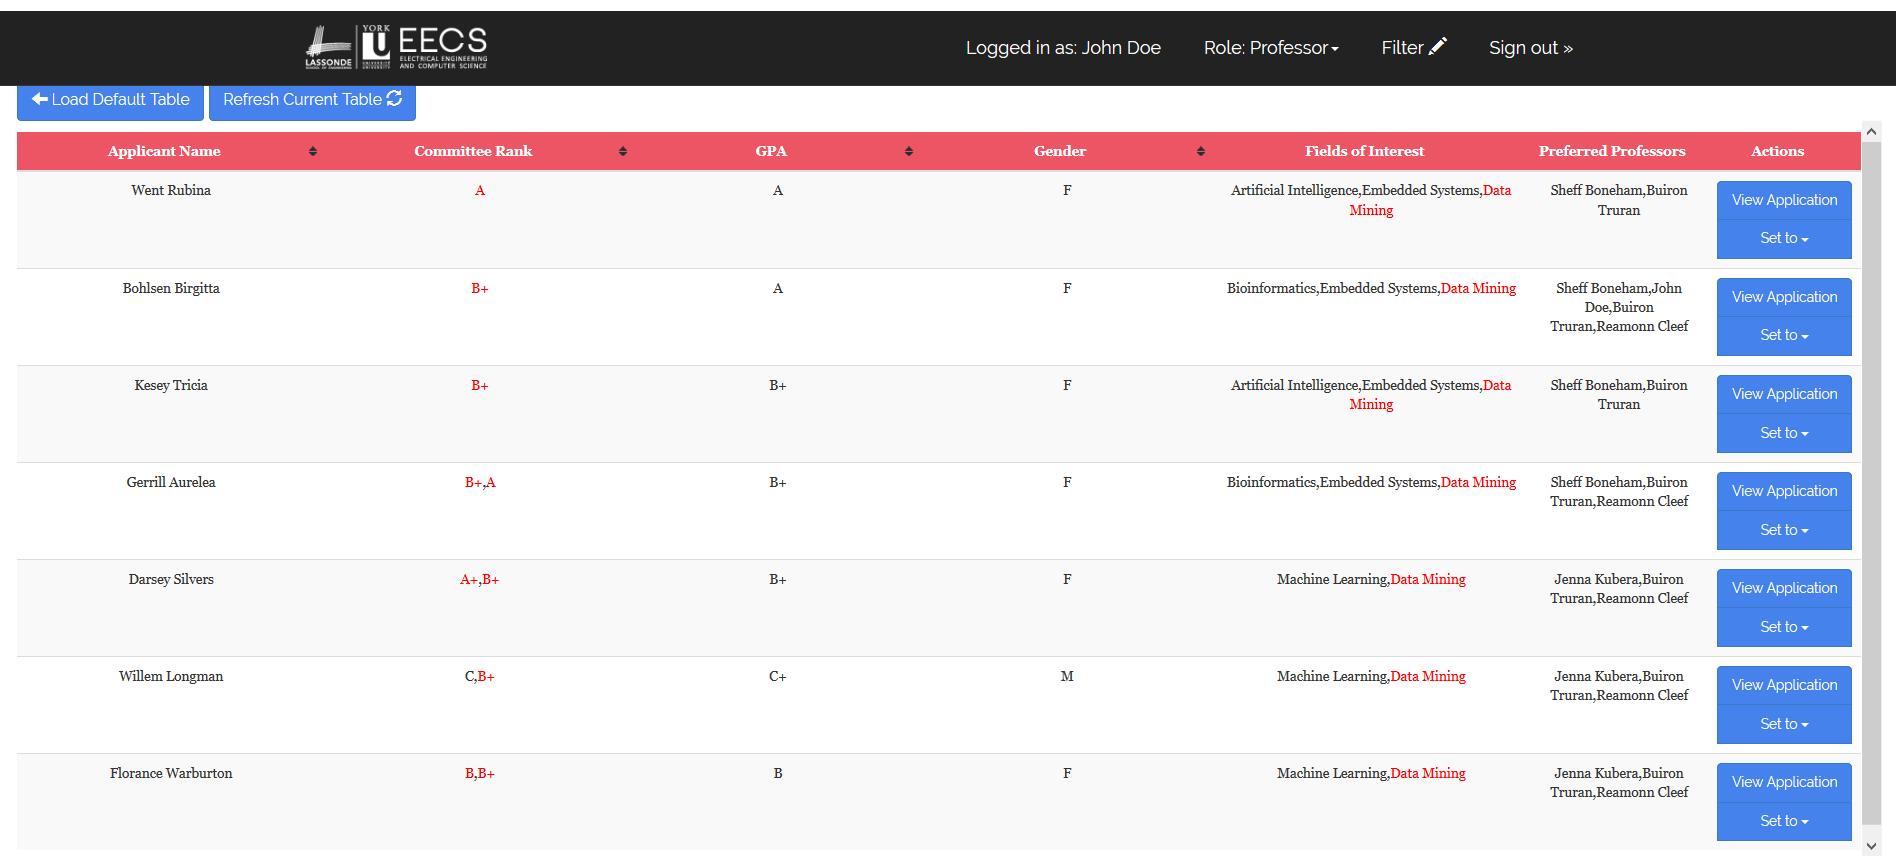 LASSONDE
SCHOOL OF ENGINEERING
YORK
U
UNIVERSITÉ
UNIVERSITY
EECS
ELECTRICAL ENGINEERING
AND COMPUTER SCIENCE
Logged in as: John Doe Role: Professor Filter Sign out »
Load Default Table Refresh Current Table
Applicant Name Committee Rank GPA Gender Fields of Interest Preferred Professors Actions
Went Rubina A A F Artificial Intelligence,Embedded Systems,Data Sheff Boneham,Buiron View Application
Mining Truran
Set to
Bohlsen Birgitta B+ A F Bioinformatics,Embedded Systems,Data Mining Sheff Boneham,John View Application
Doe,Buiron
Truran,Reamonn Cleef Set to
Kesey Tricia B+ B+ F Artificial Intelligence,Embedded Systems,Data Sheff Boneham,Buiron View Application
Mining Truran
Set to
Gerrill Aurelea B+,A B+ F Bioinformatics,Embedded Systems,Data Mining Sheff Boneham,Buiron View Application
Truran,Reamonn Cleef
Set to
Darsey Silvers A+,B+ B+ F Machine Learning,Data Mining Jenna Kubera,Buiron View Application
Truran,Reamonn Cleef
Set to
Willem Longman C,B+ C+ M Machine Learning,Data Mining Jenna Kubera,Buiron View Application
Truran,Reamonn Cleef
Set to
Florance Warburton B,B+ B F Machine Learning,Data Mining Jenna Kubera,Buiron View Application
Truran,Reamonn Cleef
Set to